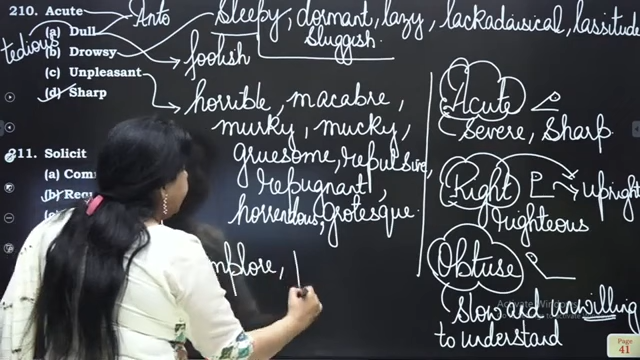 210. Acute Anto Sleepy, dormant, lazy, lackadaisical, lassitude
sluggish.
tedious
(a) Dull
(b) Drowsy foolish
(c) Unpleasant
(d) Sharp
horrible, macabre,
murky, mucky,
gruesome, repulsive,
repugnant,
horrendous, grotesque.
Acute
Severe, Sharp.
Right upright
righteous
Obtuse
Slow and unwilling
to understand
211. Solicit
(a)
(b)
mplore,
Activate Windows
Page
41